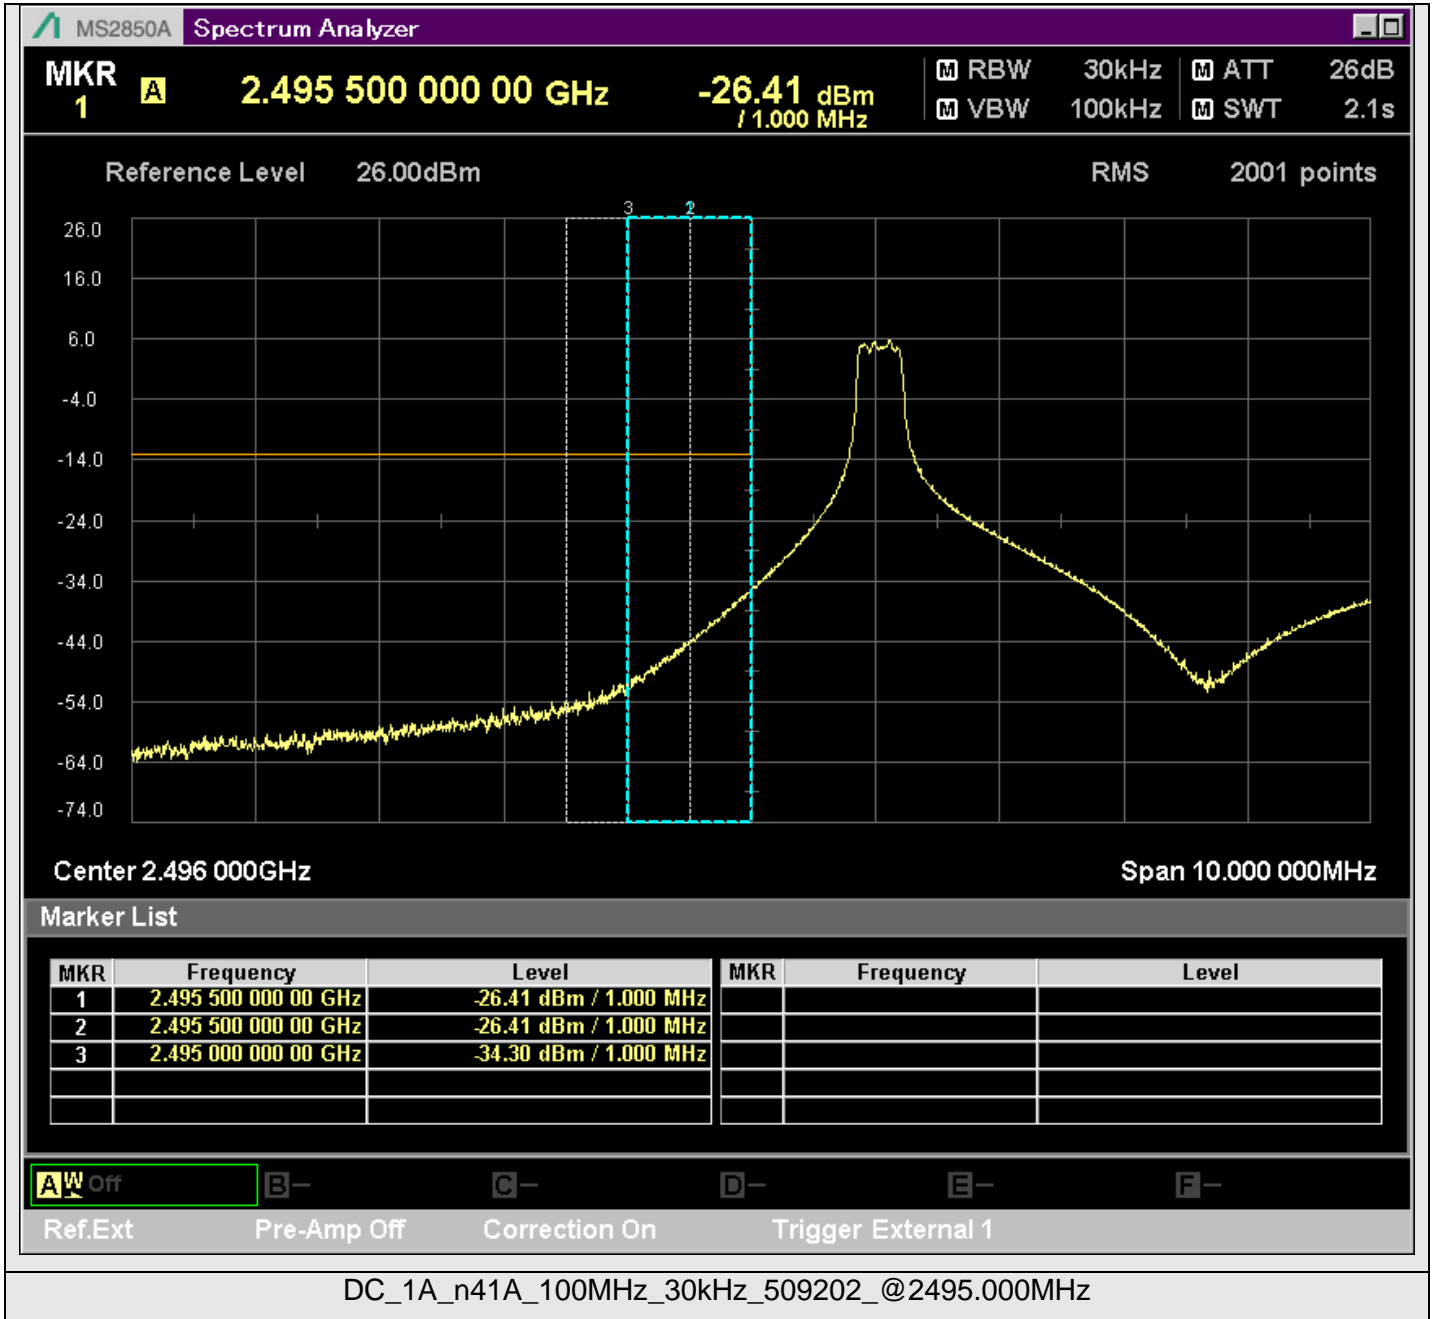 MS2850A Spectrum Analyzer
MKR 1 A 2.495 500 000 00 GHz -26.41 dBm / 1.000 MHz
M RBW 30kHz M ATT 26dB
M VBW 100kHz M SWT 2.1s
Reference Level 26.00dBm RMS 2001 points
3 2
26.0
16.0
6.0
-4.0
-14.0
-24.0
-34.0
-44.0
-54.0
-64.0
-74.0
Center 2.496 000GHz Span 10.000 000MHz
Marker List
MKR Frequency Level MKR Frequency Level
1 2.495 500 000 00 GHz -26.41 dBm / 1.000 MHz
2 2.495 500 000 00 GHz -26.41 dBm / 1.000 MHz
3 2.495 000 000 00 GHz -34.30 dBm / 1.000 MHz
A W Off B - C - D - E - F -
Ref.Ext Pre-Amp Off Correction On Trigger External 1
DC_1A_n41A_100MHz_30kHz_509202_@2495.000MHz